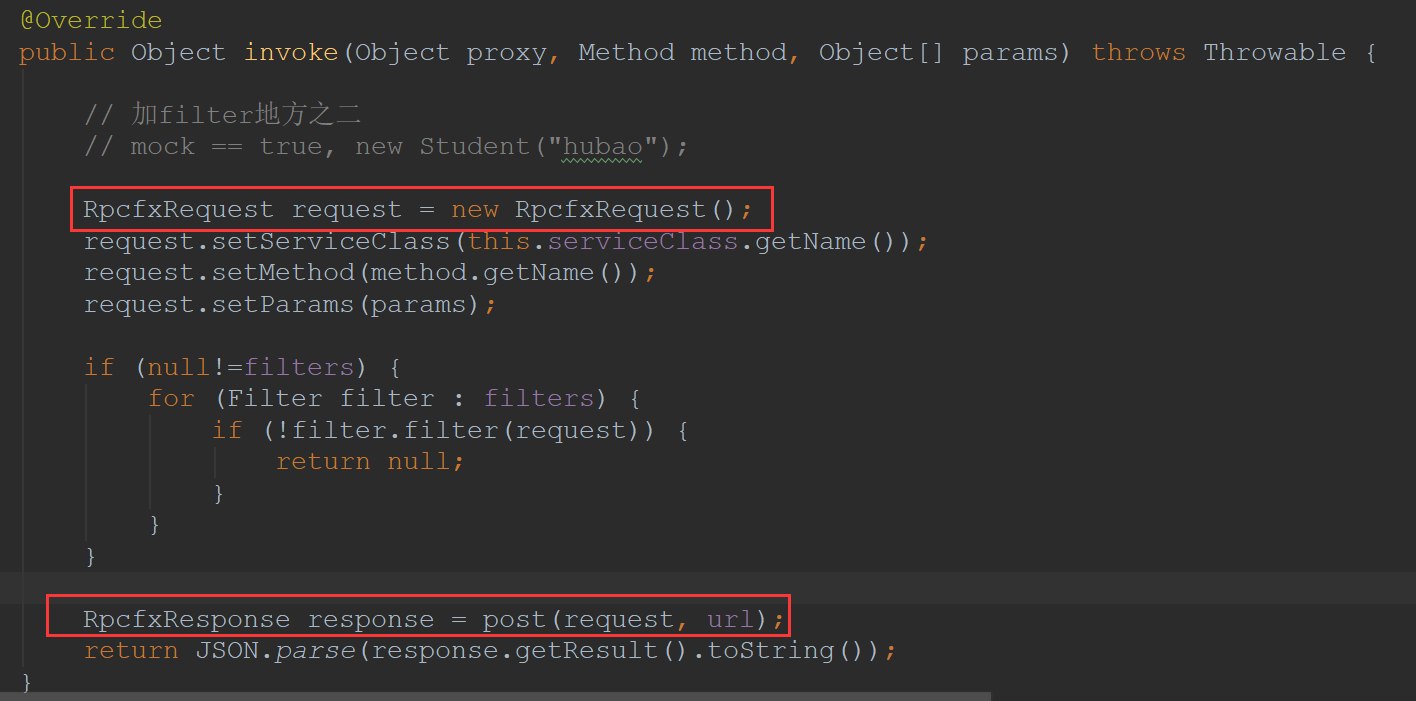 @Override
public Object invoke(Object proxy, Method method, Object[] params) throws Throwable {
// 加filter地方之二
// mock == true, new Student("hubao");
RpcfxRequest request = new RpcfxRequest();
request.setServiceClass(this.serviceClass.getName());
request.setMethod(method.getName());
request.setParams(params);
if (null!=filters) {
for (Filter filter : filters) {
if (!filter.filter(request)) {
return null;
}
}
}
RpcfxResponse response = post(request, url);
return JSON.parse(response.getResult().toString());
}